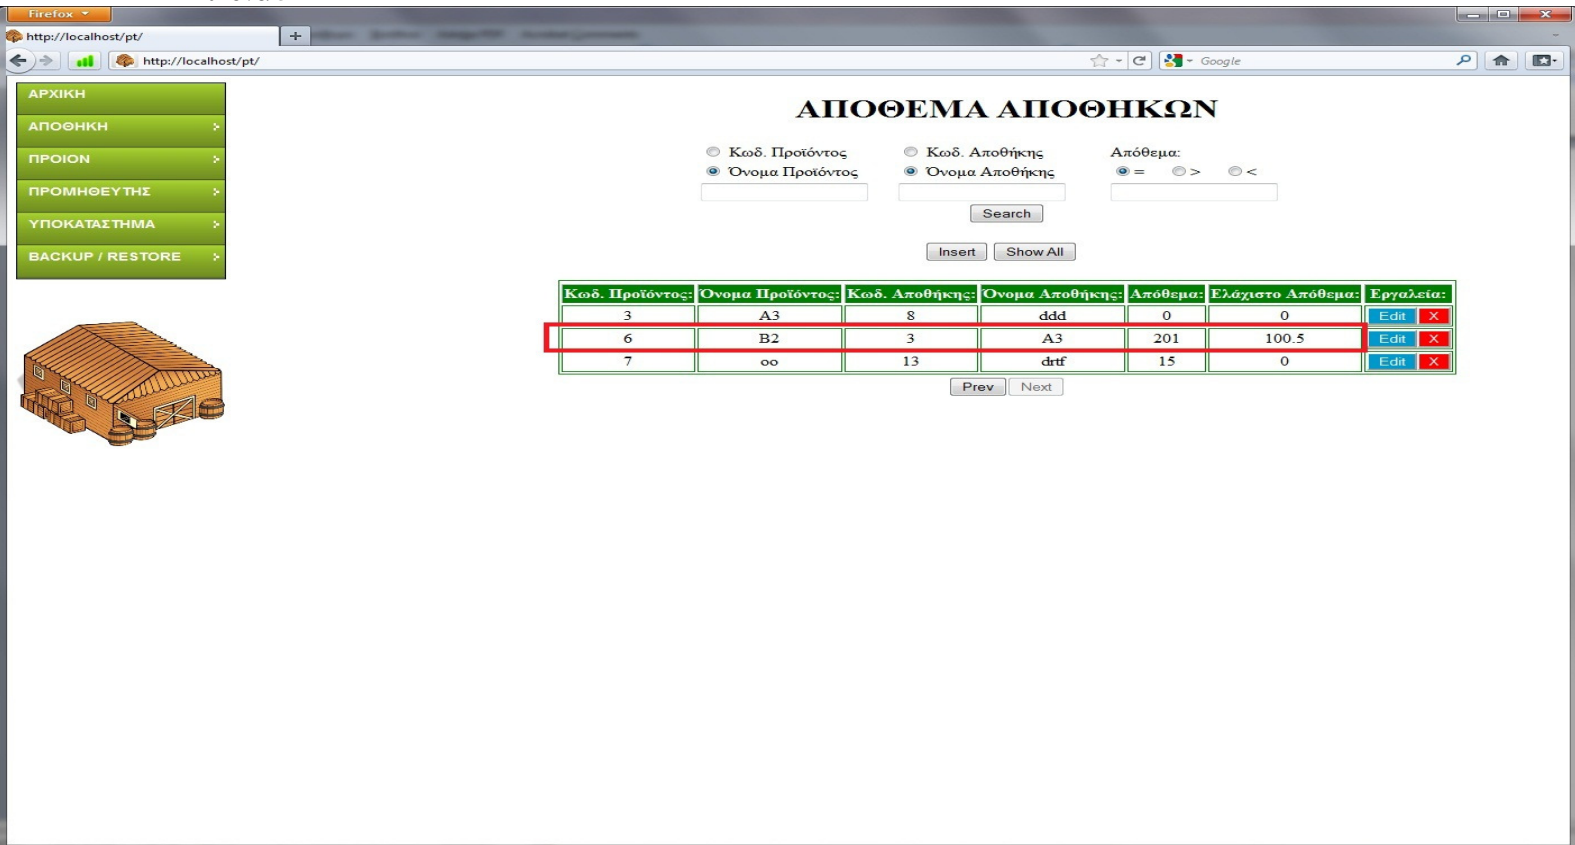 Firefox
http://localhost/pt/
http://localhost/pt/
Google
ΑΡΧΙΚΗ
ΑΠΟΘΗΚΗ
ΠΡΟΙΟΝ
ΠΡΟΜΗΘΕΥΤΗΣ
ΥΠΟΚΑΤΑΣΤΗΜΑ
BACKUP / RESTORE
ΑΠΟΘΕΜΑ ΑΠΟΘΗΚΩΝ
Κωδ. Προϊόντος Κωδ. Αποθήκης Απόθεμα:
Όνομα Προϊόντος Όνομα Αποθήκης = > <
Search
Insert Show All
Κωδ. Προϊόντος: Όνομα Προϊόντος: Κωδ. Αποθήκης: Όνομα Αποθήκης: Απόθεμα: Ελάχιστο Απόθεμα: Εργαλεία:
3 A3 8 ddd 0 0 Edit X
6 B2 3 A3 201 100.5 Edit X
7 oo 13 drtf 15 0 Edit X
Prev Next